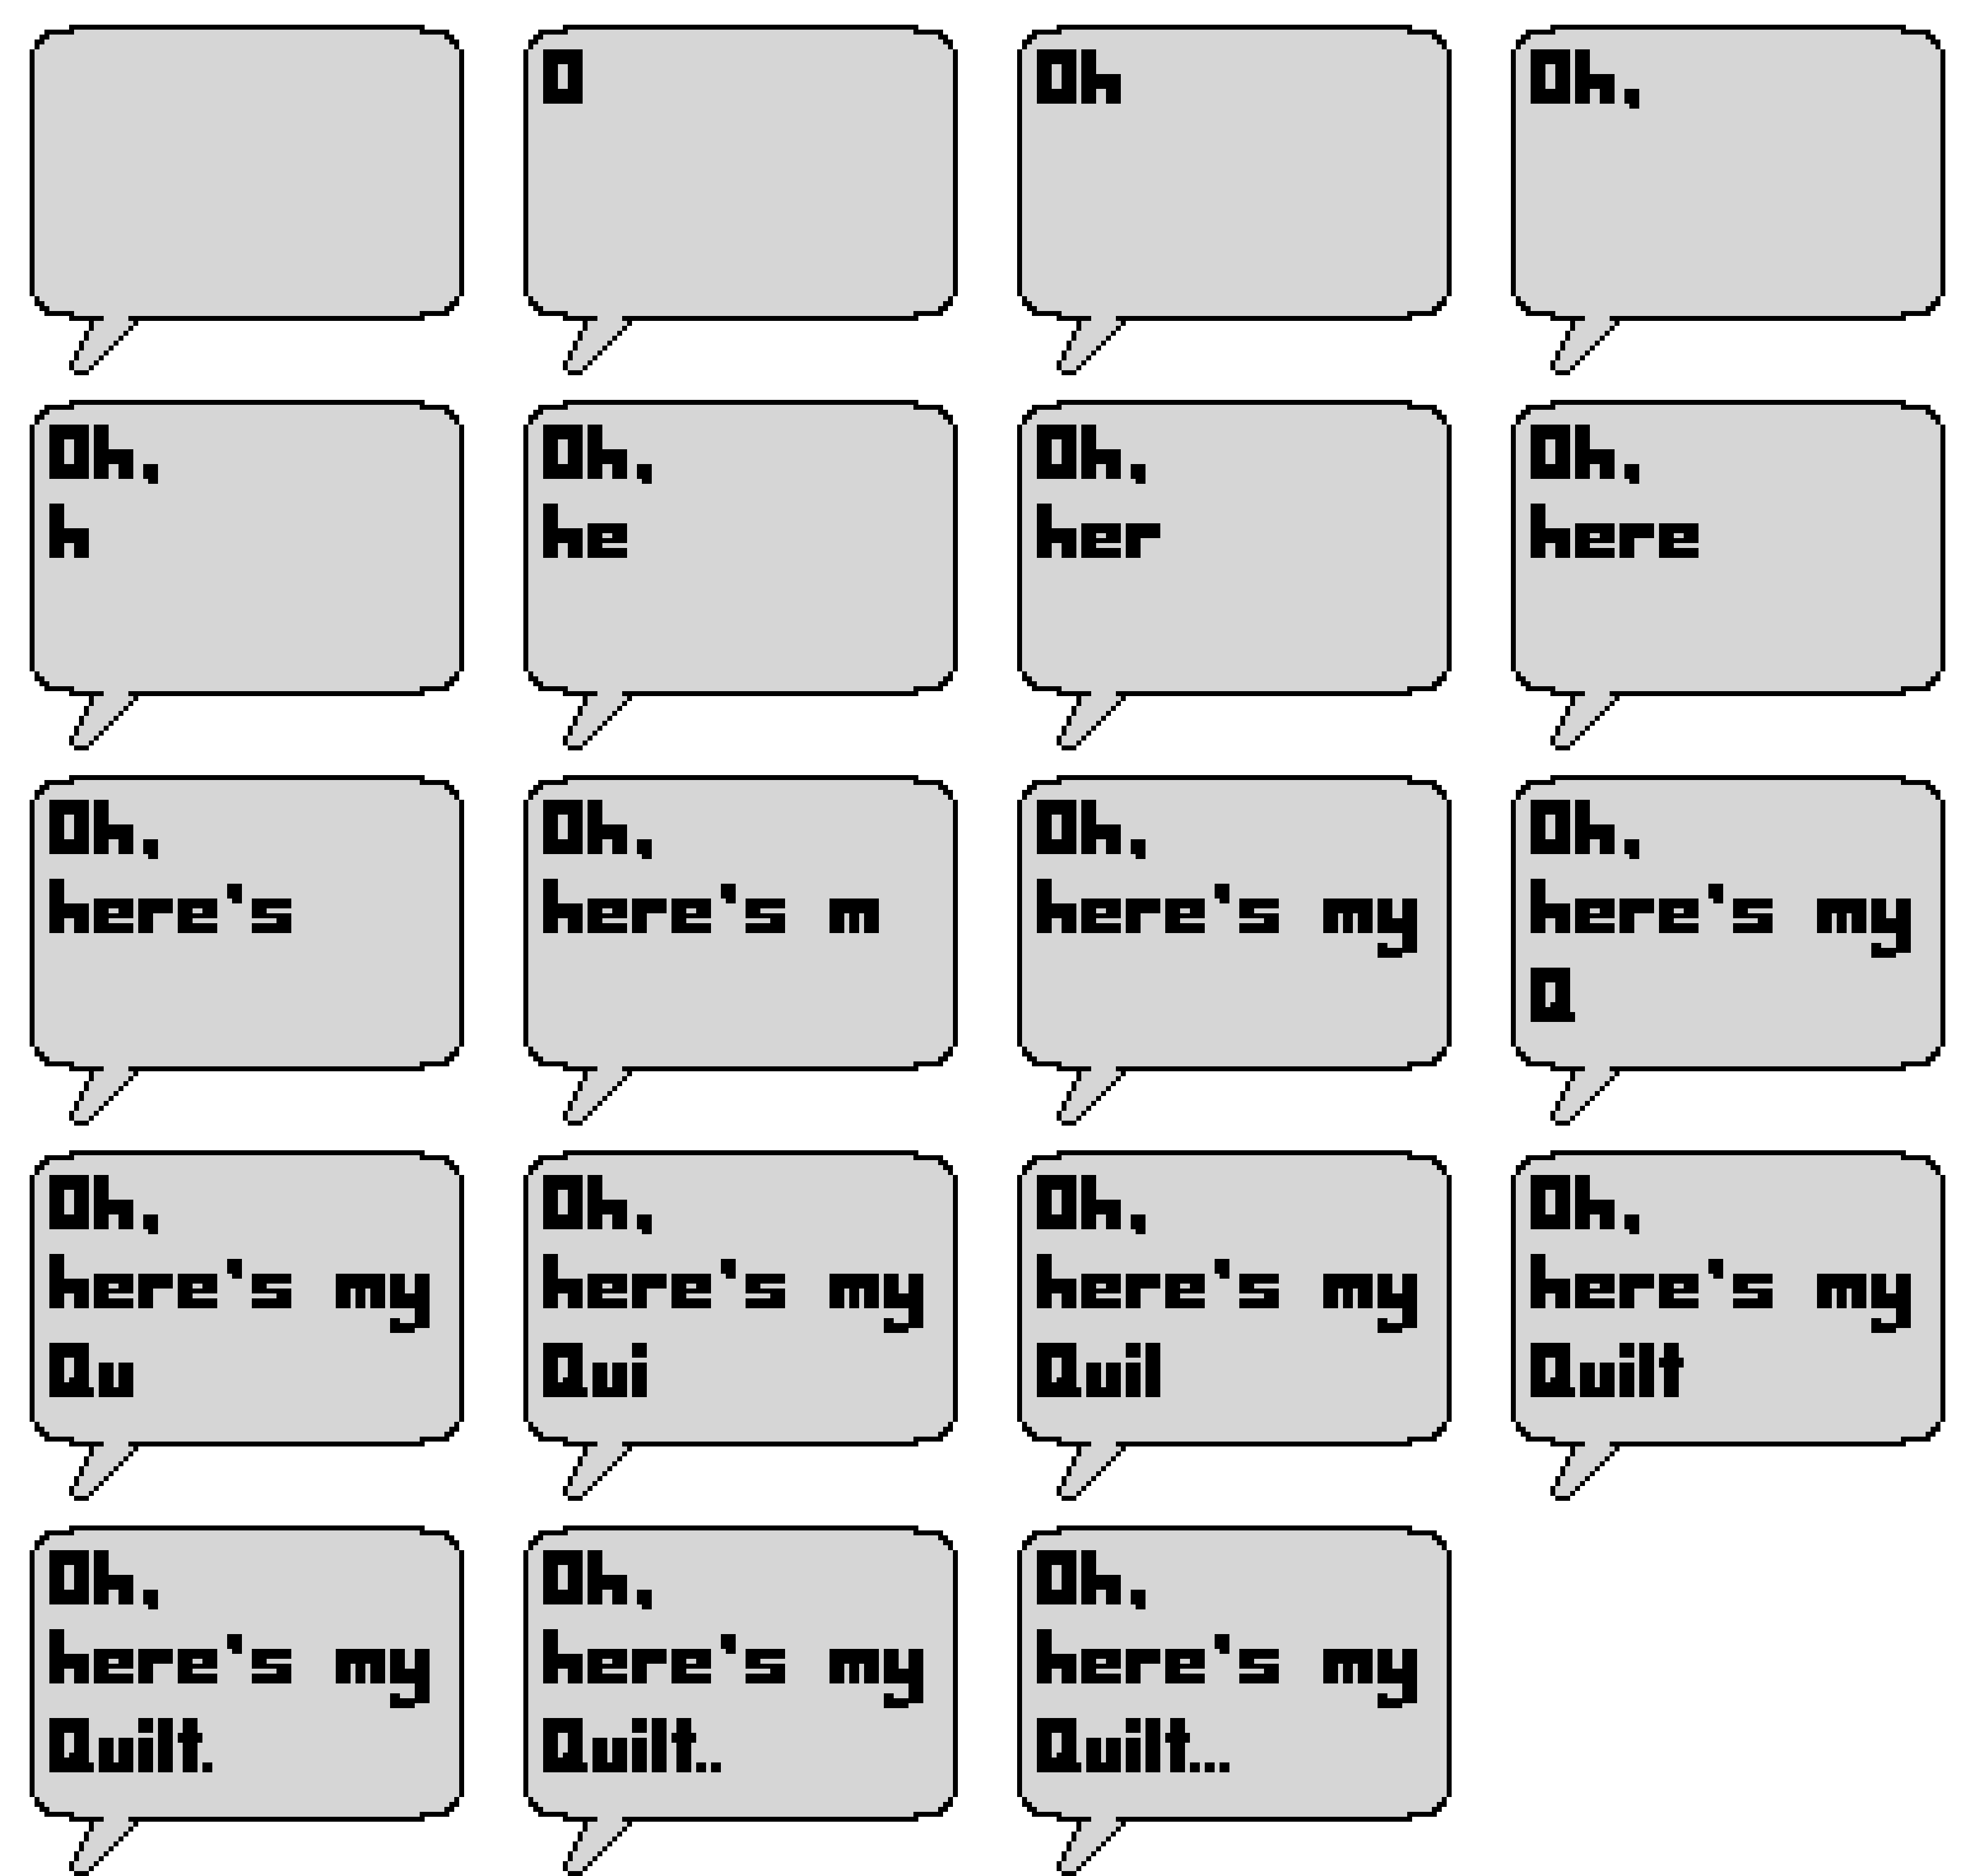 O
Oh
Oh,
Oh,
h
Oh,
he
Oh,
her
Oh,
here
Oh,
here's
Oh,
here's m
Oh,
here's my
Oh,
here's my
Q
Oh,
here's my
Qu
Oh,
here's my
Qui
Oh,
here's my
Quil
Oh,
here's my
Quilt
Oh,
here's my
Quilt.
Oh,
here's my
Quilt..
Oh,
here's my
Quilt...